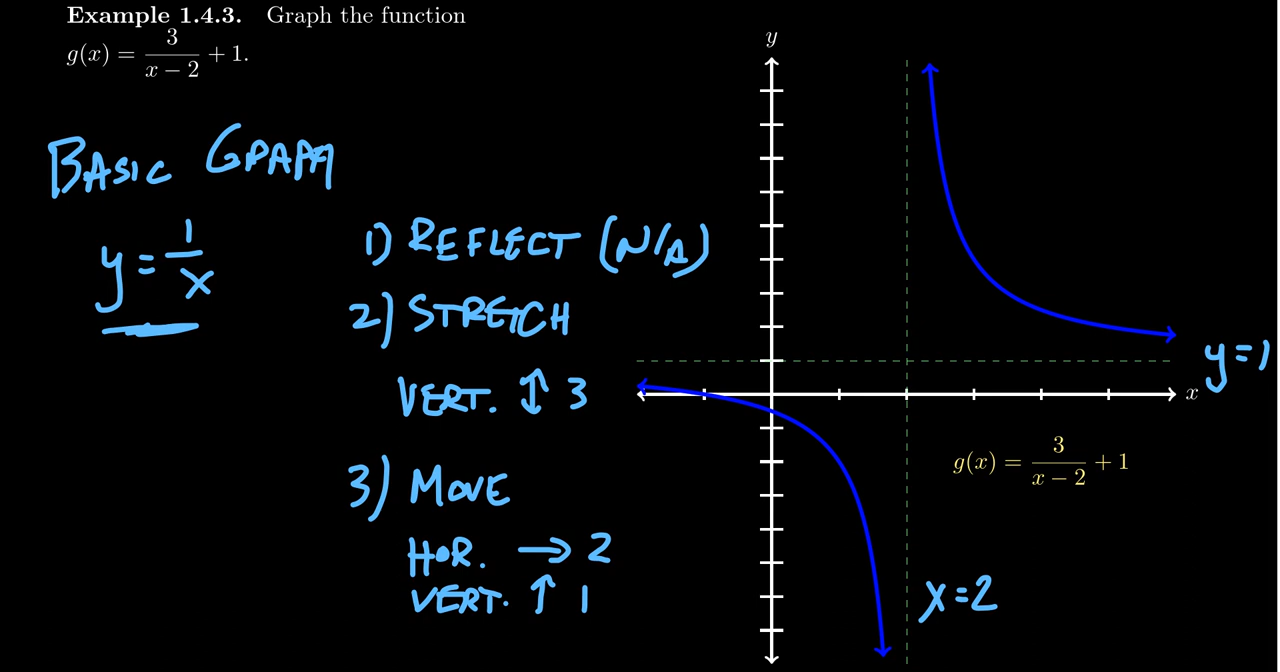 Example 1.4.3. Graph the function
g(x) = 3/(x − 2) + 1.
BASIC GRAPH
y = 1/x
1) REFLECT (N/A)
2) STRETCH
VERT. ↕ 3
3) MOVE
HOR. → 2
VERT. ↑ 1
y
x
y=1
g(x) = 3/(x − 2) + 1
x=2